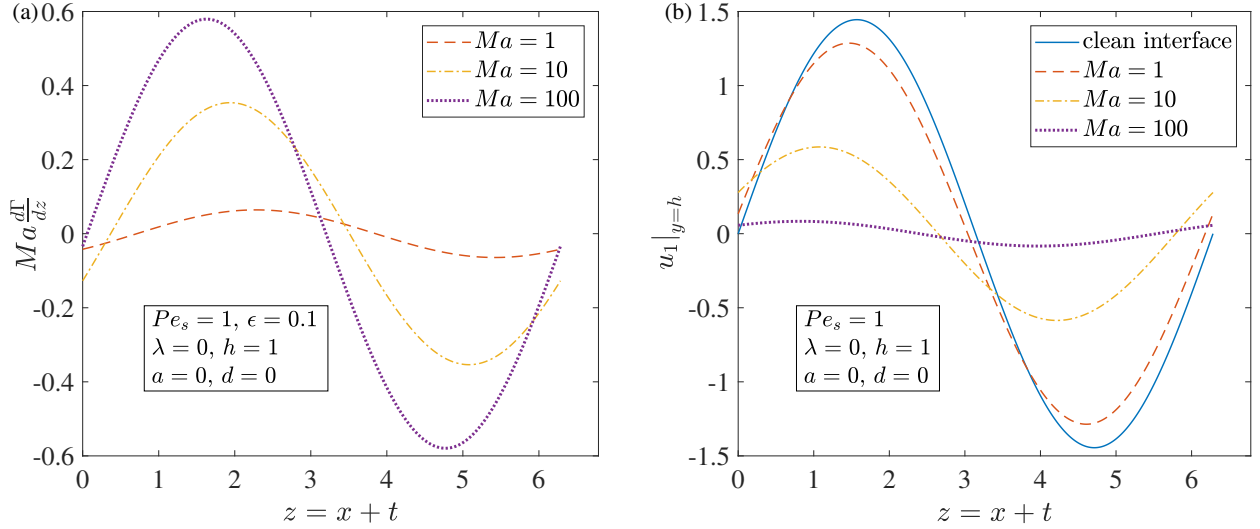 (a)
0.6
0.4
0.2
0
-0.2
-0.4
-0.6
Ma dΓ/dz
Ma = 1
Ma = 10
Ma = 100
Pe_s = 1, ϵ = 0.1
λ = 0, h = 1
a = 0, d = 0
0 1 2 3 4 5 6
z = x + t
(b)
1.5
1
0.5
0
-0.5
-1
-1.5
u_1|_{y=h}
clean interface
Ma = 1
Ma = 10
Ma = 100
Pe_s = 1
λ = 0, h = 1
a = 0, d = 0
0 1 2 3 4 5 6
z = x + t